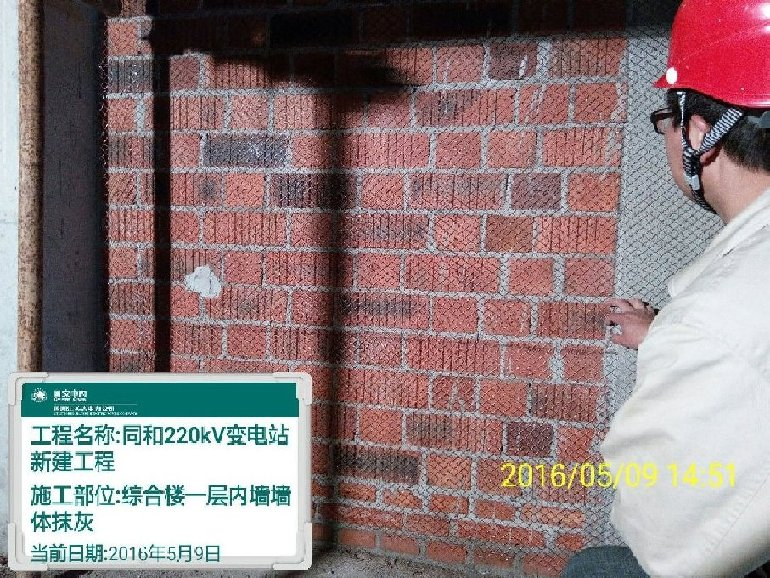 工程名称:同和220kV变电站
新建工程
施工部位:综合楼一层内墙墙
体抹灰
当前日期:2016年5月9日
2016/05/09 14:51